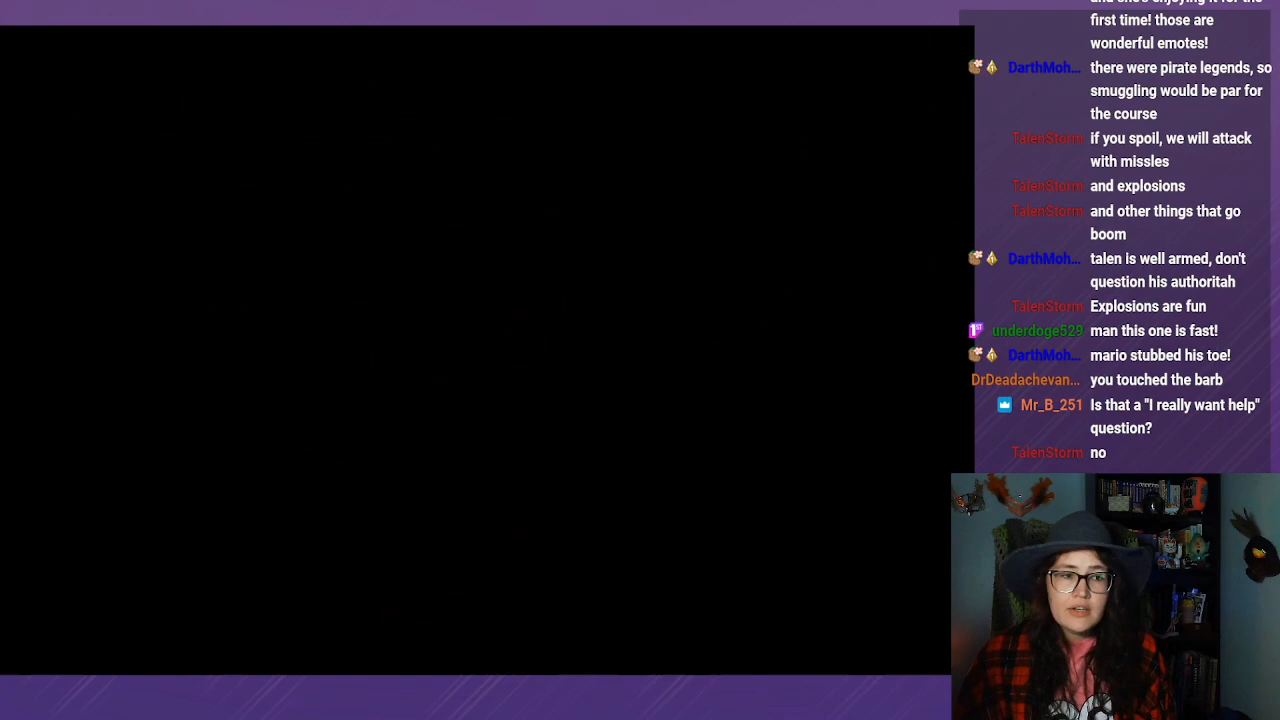 first time! those are
wonderful emotes!
DarthMoh... there were pirate legends, so
smuggling would be par for
the course
TalenStorm if you spoil, we will attack
with missles
TalenStorm and explosions
TalenStorm and other things that go
boom
DarthMoh... talen is well armed, don't
question his authoritah
TalenStorm Explosions are fun
1ST underdoge529 man this one is fast!
DarthMoh... mario stubbed his toe!
DrDeadachevan... you touched the barb
Mr_B_251 Is that a "I really want help"
question?
TalenStorm no